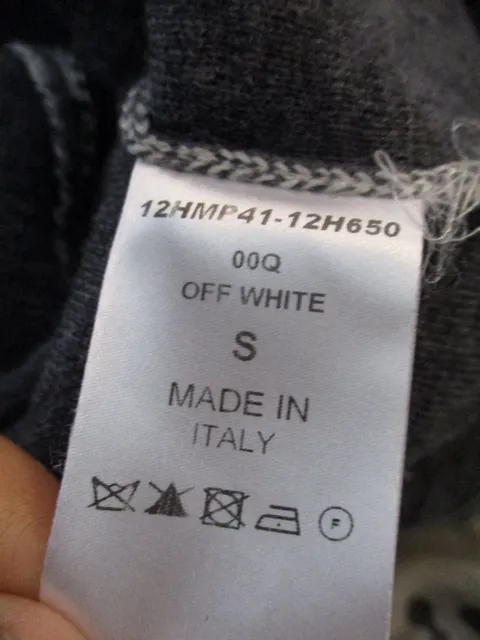 12HMP41-12H650
00Q
OFF WHITE
S
MADE IN
ITALY
F